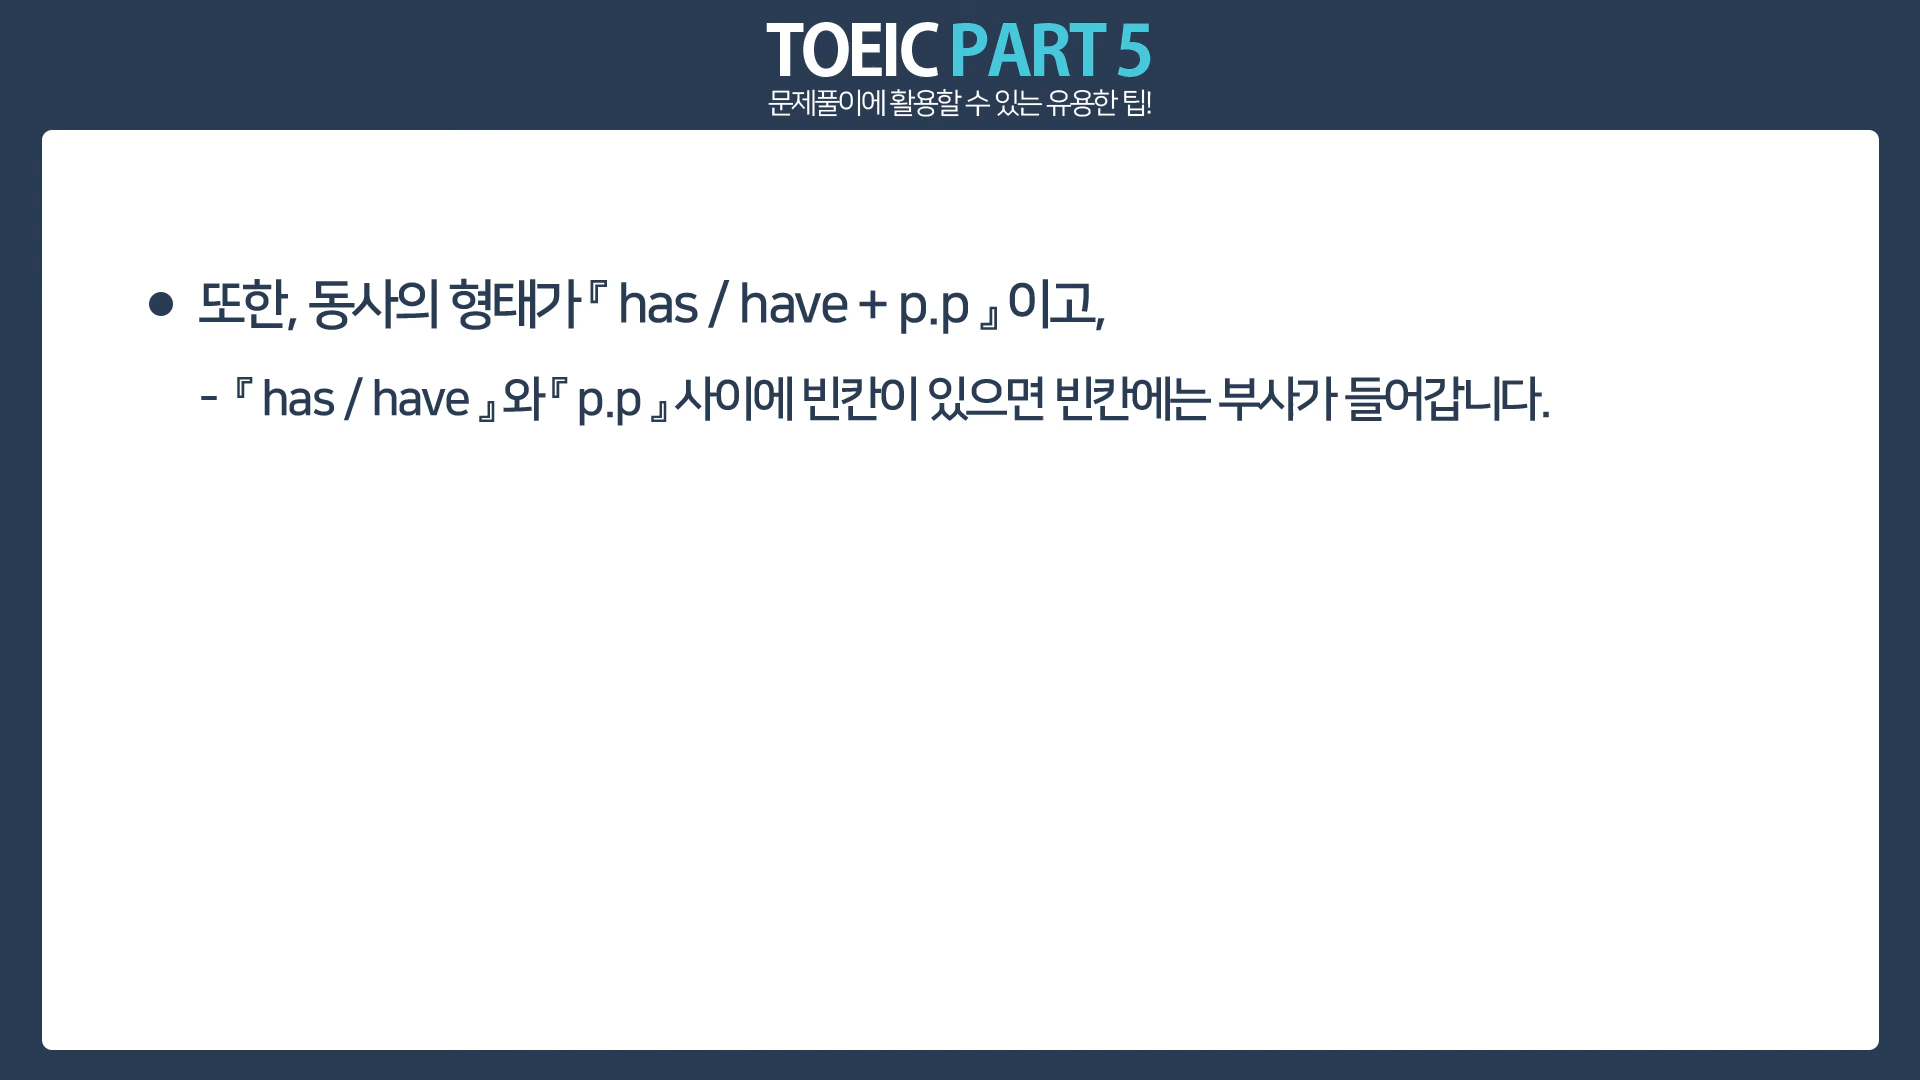 TOEIC PART 5
문제풀이에 활용할 수 있는 유용한 팁!
● 또한, 동사의 형태가 『 has / have + p.p 』 이고,
- 『 has / have 』 와 『 p.p 』 사이에 빈칸이 있으면 빈칸에는 부사가 들어갑니다.